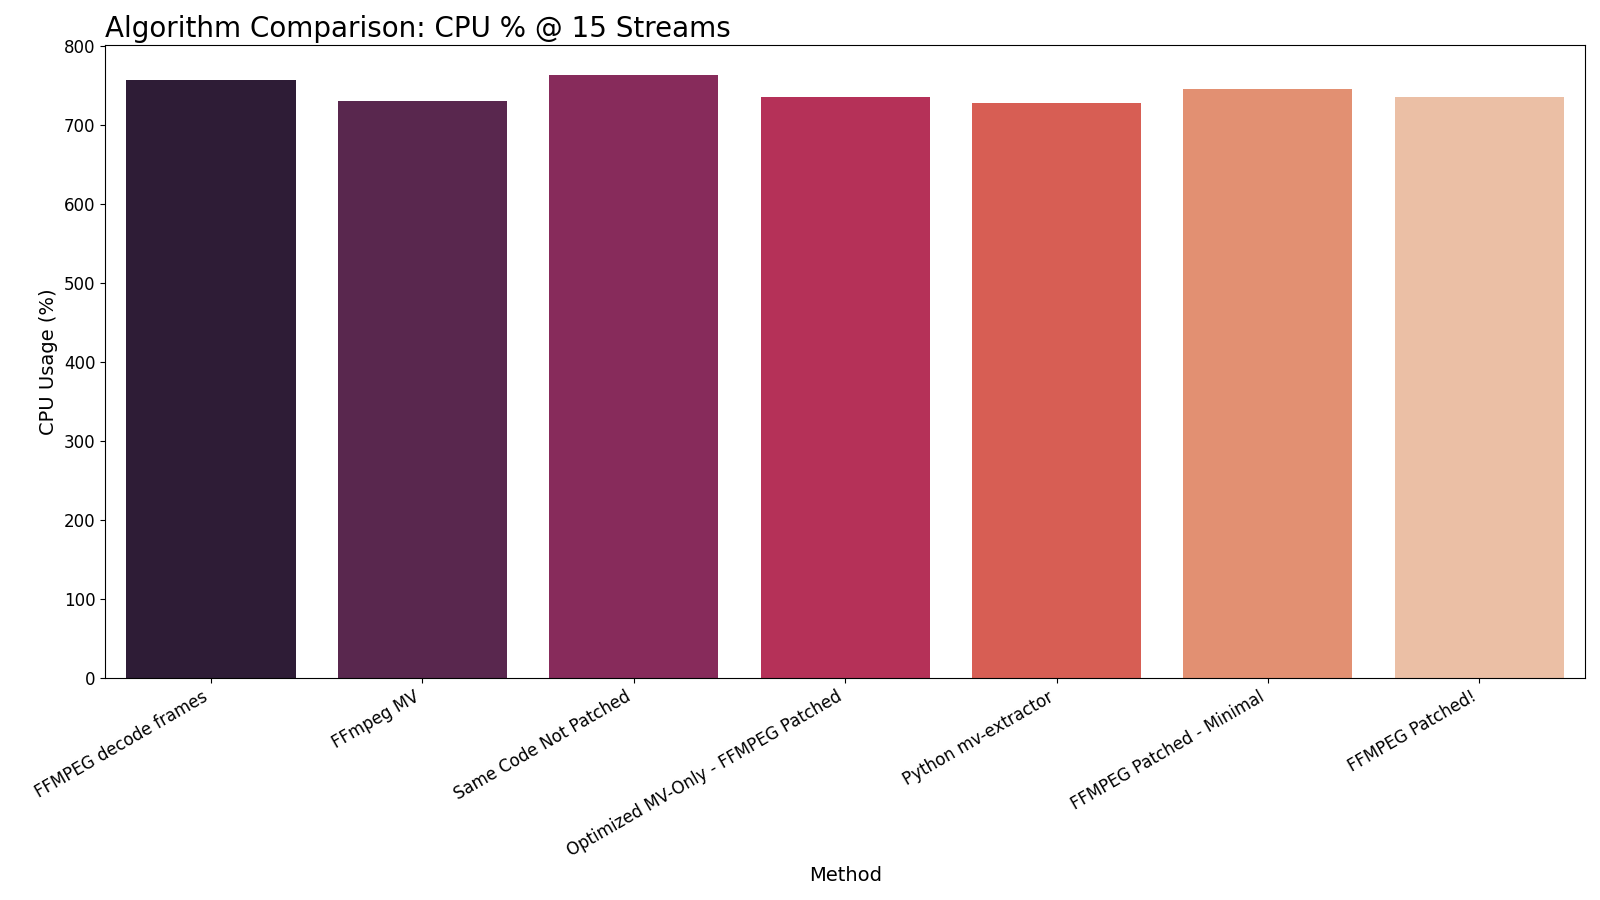 Algorithm Comparison: CPU % @ 15 Streams
800
700
600
500
400
300
200
100
0
CPU Usage (%)
FFMPEG decode frames
FFmpeg MV
Same Code Not Patched
Optimized MV-Only - FFMPEG Patched
Python mv-extractor
FFMPEG Patched - Minimal
FFMPEG Patched!
Method